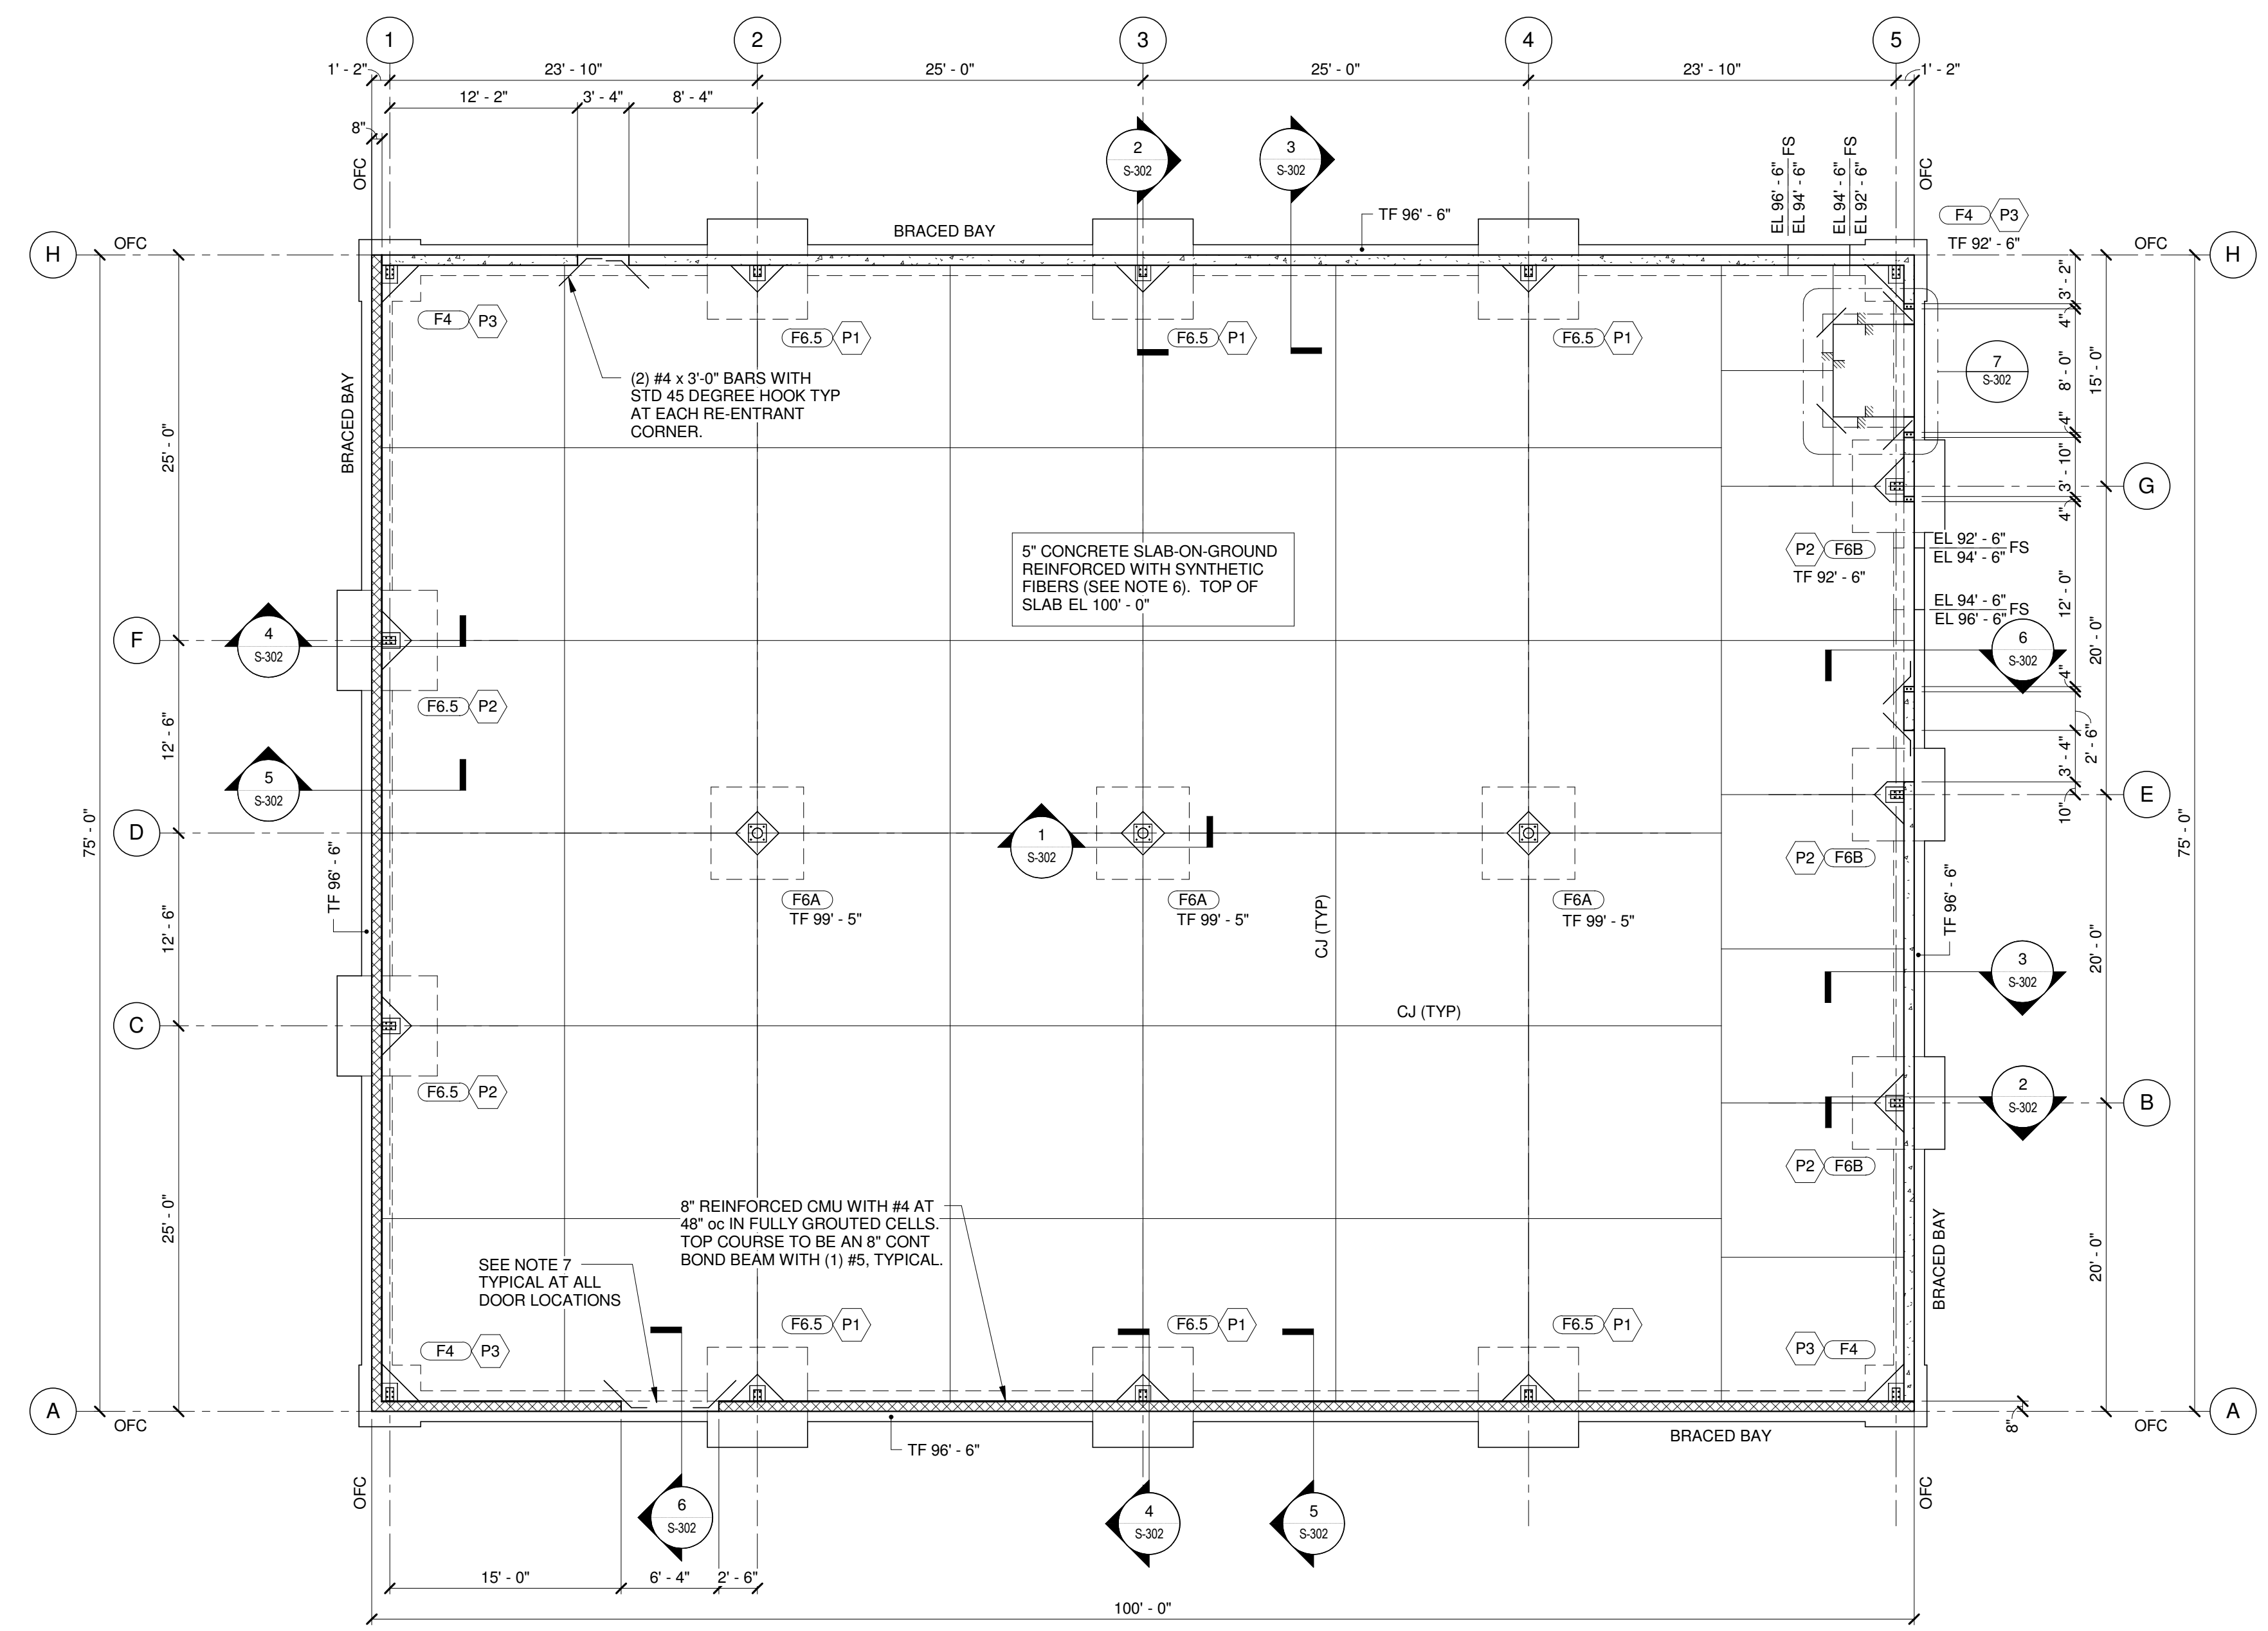 1
2
3
4
5
1' - 2"
23' - 10"
25' - 0"
25' - 0"
23' - 10"
1' - 2"
12' - 2"
3' - 4"
8' - 4"
8"
OFC
2
S-302
3
S-302
EL 96' - 6"
EL 94' - 6"
FS
EL 94' - 6"
EL 92' - 6"
FS
OFC
F4
P3
TF 92' - 6"
TF 96' - 6"
BRACED BAY
H
OFC
OFC
H
F4
P3
F6.5
P1
F6.5
P1
F6.5
P1
(2) #4 x 3'-0" BARS WITH
STD 45 DEGREE HOOK TYP
AT EACH RE-ENTRANT
CORNER.
BRACED BAY
25' - 0"
7
S-302
3' - 2"
4"
8' - 0"
15' - 0"
4"
3' - 10"
4"
G
5" CONCRETE SLAB-ON-GROUND
REINFORCED WITH SYNTHETIC
FIBERS (SEE NOTE 6). TOP OF
SLAB EL 100' - 0"
P2
F6B
TF 92' - 6"
EL 92' - 6"
EL 94' - 6"
FS
EL 94' - 6"
EL 96' - 6"
FS
12' - 0"
20' - 0"
F
4
S-302
6
S-302
F6.5
P2
4"
2' - 6"
3' - 4"
10"
12' - 6"
5
S-302
E
75' - 0"
D
1
S-302
75' - 0"
P2
F6B
F6A
TF 99' - 5"
F6A
TF 99' - 5"
F6A
TF 99' - 5"
TF 96' - 6"
12' - 6"
CJ (TYP)
TF 96' - 6"
20' - 0"
3
S-302
C
CJ (TYP)
F6.5
P2
2
S-302
B
P2
F6B
25' - 0"
8" REINFORCED CMU WITH #4 AT
48" oc IN FULLY GROUTED CELLS.
TOP COURSE TO BE AN 8" CONT
BOND BEAM WITH (1) #5, TYPICAL.
SEE NOTE 7
TYPICAL AT ALL
DOOR LOCATIONS
BRACED BAY
20' - 0"
F4
P3
F6.5
P1
F6.5
P1
F6.5
P1
P3
F4
A
OFC
TF 96' - 6"
BRACED BAY
8"
OFC
A
OFC
6
S-302
4
S-302
5
S-302
OFC
15' - 0"
6' - 4"
2' - 6"
100' - 0"